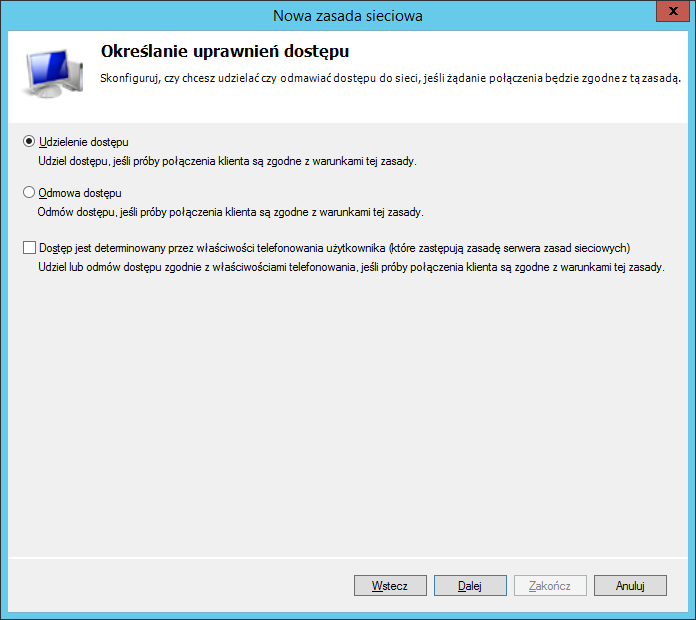 Nowa zasada sieciowa
x
Określanie uprawnień dostępu
Skonfiguruj, czy chcesz udzielać czy odmawiać dostępu do sieci, jeśli żądanie połączenia będzie zgodne z tą zasadą.
Udzielenie dostępu
Udziel dostępu, jeśli próby połączenia klienta są zgodne z warunkami tej zasady.
Odmowa dostępu
Odmów dostępu, jeśli próby połączenia klienta są zgodne z warunkami tej zasady.
Dostęp jest determinowany przez właściwości telefonowania użytkownika (które zastępują zasadę serwera zasad sieciowych)
Udziel lub odmów dostępu zgodnie z właściwościami telefonowania, jeśli próby połączenia klienta są zgodne z warunkami tej zasady.
Wstecz Dalej Zakończ Anuluj